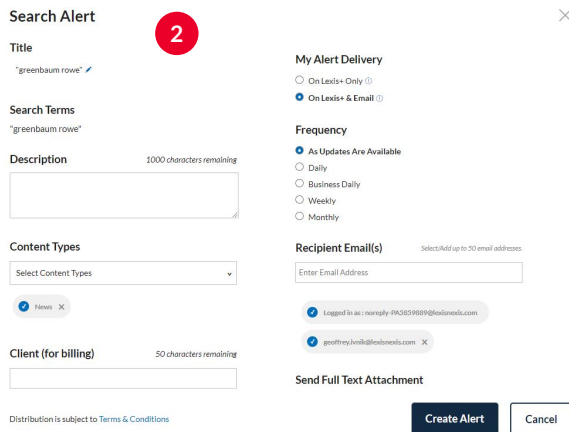 Search Alert
2
Title
"greenbaum rowe"
Search Terms
"greenbaum rowe"
Description 1000 characters remaining
Content Types
Select Content Types
News X
Client (for billing) 50 characters remaining
Distribution is subject to Terms & Conditions
My Alert Delivery
On Lexis+ Only
On Lexis+ & Email
Frequency
As Updates Are Available
Daily
Business Daily
Weekly
Monthly
Recipient Email(s) Select/Add up to 50 email addresses
Enter Email Address
Logged in as : noreply-PA3859889@lexisnexis.com
geoffrey.ivnik@lexisnexis.com X
Send Full Text Attachment
Create Alert Cancel